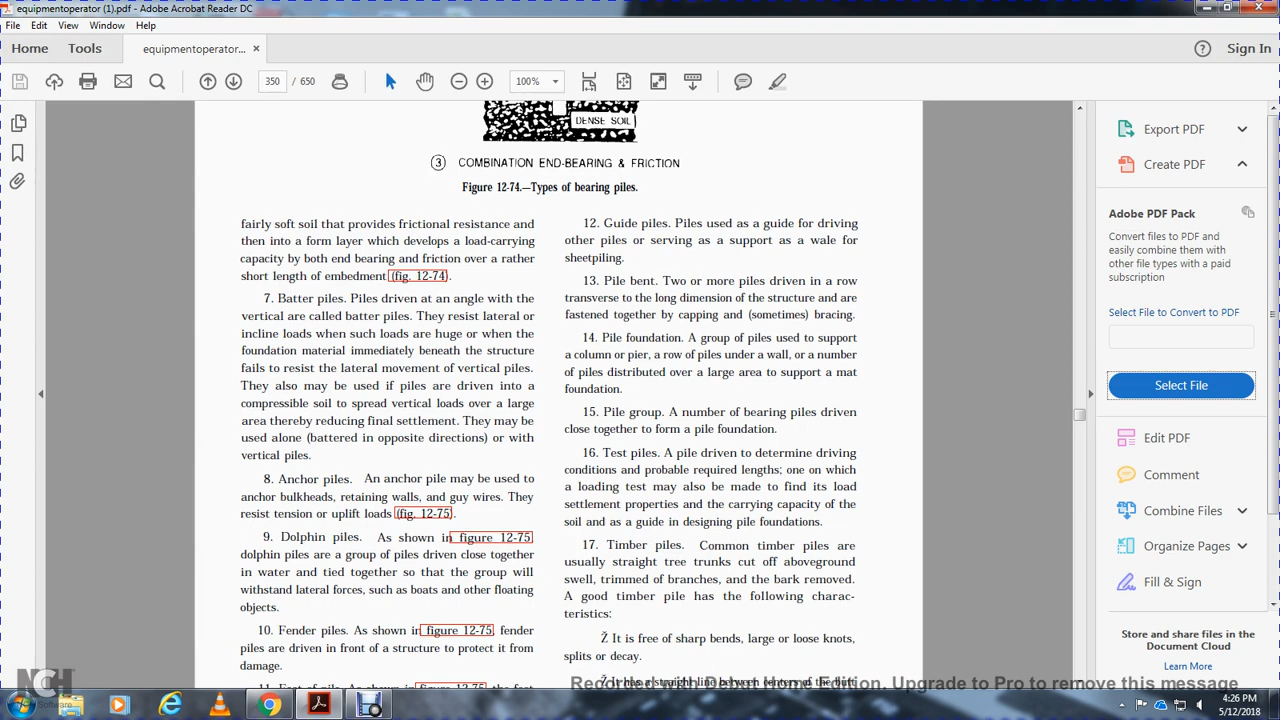 equipmentoperator (1).pdf - Adobe Acrobat Reader DC
File Edit View Window Help
Home Tools equipmentoperator... × ? Sign In
350 / 650 100%
DENSE SOIL
③ COMBINATION END-BEARING & FRICTION
Figure 12-74.—Types of bearing piles.
fairly soft soil that provides frictional resistance and
then into a form layer which develops a load-carrying
capacity by both end bearing and friction over a rather
short length of embedment (fig. 12-74).
7. Batter piles. Piles driven at an angle with the
vertical are called batter piles. They resist lateral or
incline loads when such loads are huge or when the
foundation material immediately beneath the structure
fails to resist the lateral movement of vertical piles.
They also may be used if piles are driven into a
compressible soil to spread vertical loads over a large
area thereby reducing final settlement. They may be
used alone (battered in opposite directions) or with
vertical piles.
8. Anchor piles. An anchor pile may be used to
anchor bulkheads, retaining walls, and guy wires. They
resist tension or uplift loads (fig. 12-75).
9. Dolphin piles. As shown in figure 12-75,
dolphin piles are a group of piles driven close together
in water and tied together so that the group will
withstand lateral forces, such as boats and other floating
objects.
10. Fender piles. As shown in figure 12-75, fender
piles are driven in front of a structure to protect it from
damage.
12. Guide piles. Piles used as a guide for driving
other piles or serving as a support as a wale for
sheetpiling.
13. Pile bent. Two or more piles driven in a row
transverse to the long dimension of the structure and are
fastened together by capping and (sometimes) bracing.
14. Pile foundation. A group of piles used to support
a column or pier, a row of piles under a wall, or a number
of piles distributed over a large area to support a mat
foundation.
15. Pile group. A number of bearing piles driven
close together to form a pile foundation.
16. Test piles. A pile driven to determine driving
conditions and probable required lengths; one on which
a loading test may also be made to find its load
settlement properties and the carrying capacity of the
soil and as a guide in designing pile foundations.
17. Timber piles. Common timber piles are
usually straight tree trunks cut off aboveground
swell, trimmed of branches, and the bark removed.
A good timber pile has the following charac-
teristics:
Ž It is free of sharp bends, large or loose knots,
splits or decay.
Ž It has a straight line between centers of the butt
Export PDF
Create PDF
Adobe PDF Pack
Convert files to PDF and
easily combine them with
other file types with a paid
subscription
Select File to Convert to PDF
Select File
Edit PDF
Comment
Combine Files
Organize Pages
Fill & Sign
Store and share files in the
Document Cloud
Learn More
NCH
Software
Edition, Upgrade to Pro to remove this message
4:26 PM
5/12/2018